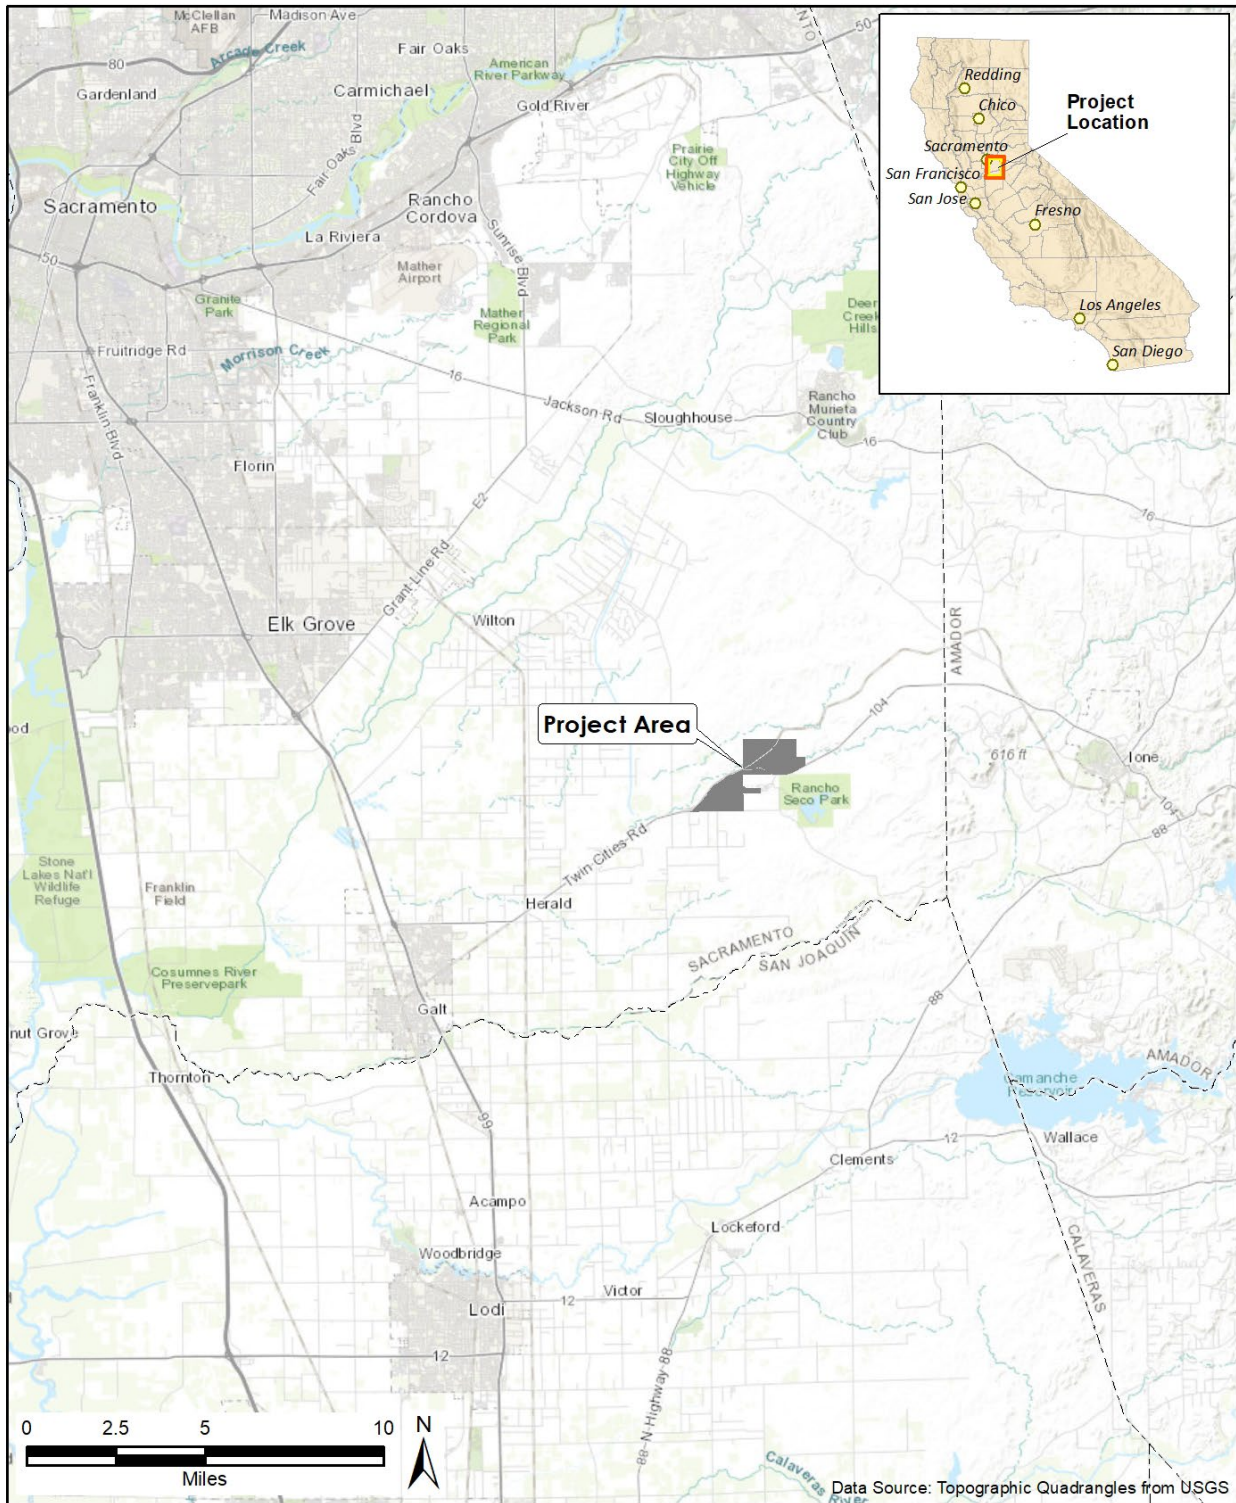 McClellan
AFB
Madison Ave
Arcade Creek
Fair Oaks
American
River Parkway
50
80
Gardenland
Carmichael
Gold River
Fair Oaks Blvd
Prairie
City Off
Highway
Vehicle
Sacramento
Rancho
Cordova
La Riviera
Sunrise Blvd
50
Mather
Airport
Granite
Park
Mather
Regional
Park
Deer
Creek
Hills
Fruitridge Rd
Morrison Creek
16
Franklin Blvd
Jackson Rd
Sloughhouse
Rancho
Murieta
Country
Club
16
Florin
E2
16
Grant Line Rd
Elk Grove
Wilton
AMADOR
Project Area
104
616 ft
Ione
Rancho
Seco Park
104
88
Twin Cities Rd
Stone
Lakes Nat'l
Wildlife
Refuge
Franklin
Field
Herald
SACRAMENTO
SAN JOAQUIN
Cosumnes River
Preservepark
88
Galt
nut Grove
Thornton
AMADOR
Camanche
Reservoir
99
12
Wallace
Clements
Acampo
Lockeford
Woodbridge
CALAVERAS
Victor
12
Lodi
12
88-N Highway 88
Calaveras River
Redding
Chico
Project
Location
Sacramento
San Francisco
San Jose
Fresno
Los Angeles
San Diego
0 2.5 5 10
Miles
N
Data Source: Topographic Quadrangles from USGS